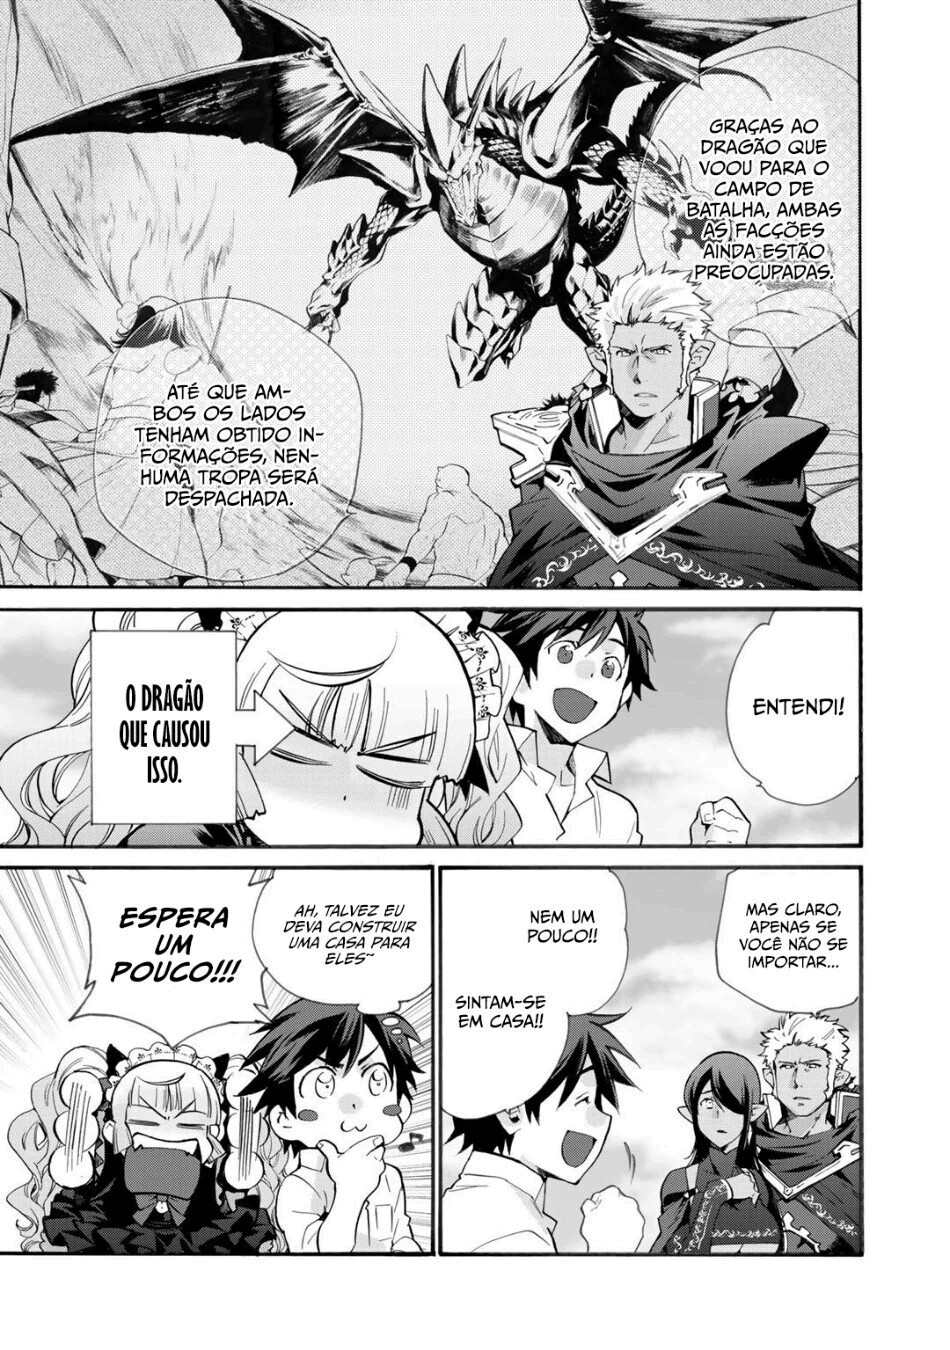 GRAÇAS AO
DRAGÃO QUE
VOOU PARA O
CAMPO DE
BATALHA, AMBAS
AS FACÇÕES
AINDA ESTÃO
PREOCUPADAS.
ATÉ QUE AM-
BOS OS LADOS
TENHAM OBTIDO IN-
FORMAÇÕES, NEN-
HUMA TROPA SERÁ
DESPACHADA.
ENTENDI!
O DRAGÃO
QUE CAUSOU
ISSO.
MAS CLARO,
APENAS SE
VOCÊ NÃO SE
IMPORTAR...
NEM UM
POUCO!!
SINTAM-SE
EM CASA!!
AH, TALVEZ EU
DEVA CONSTRUIR
UMA CASA PARA
ELES~
ESPERA
UM
POUCO!!!